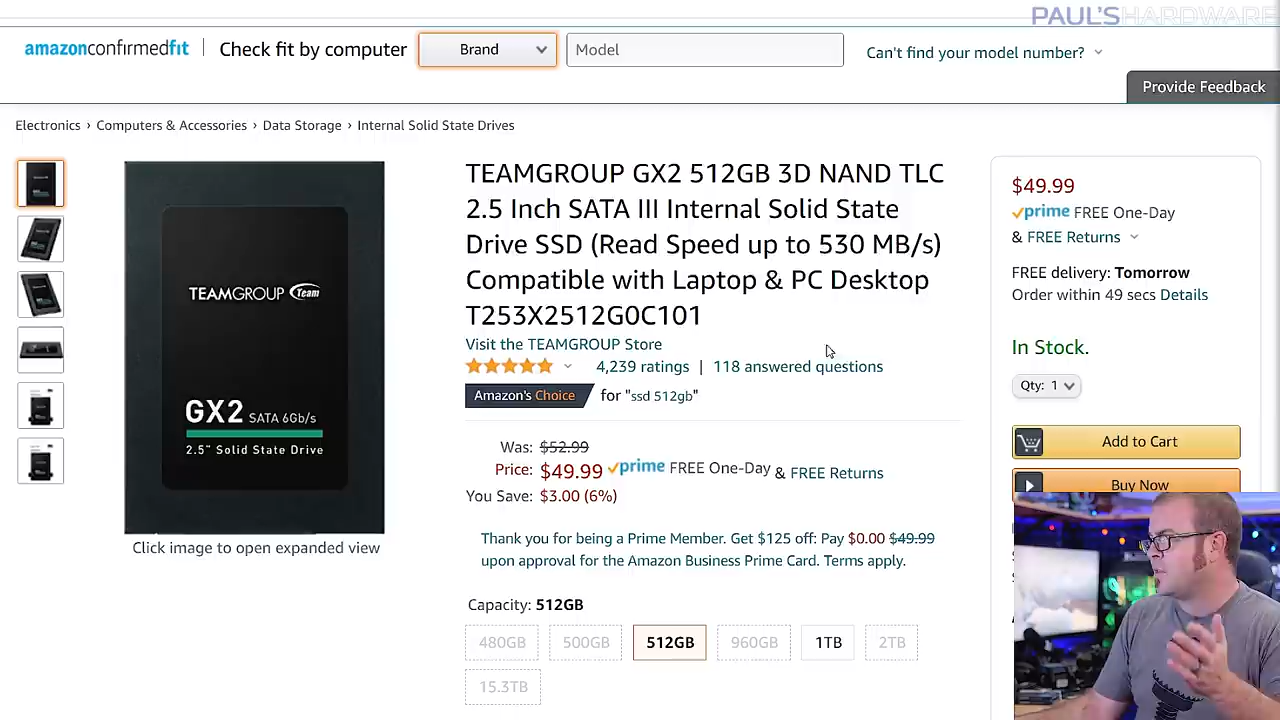 PAUL'SHARDWARE
amazonconfirmedfit
Check fit by computer
Brand
Model
Can't find your model number?
Provide Feedback
Electronics › Computers & Accessories › Data Storage › Internal Solid State Drives
TEAMGROUP GX2 512GB 3D NAND TLC
2.5 Inch SATA III Internal Solid State
Drive SSD (Read Speed up to 530 MB/s)
Compatible with Laptop & PC Desktop
T253X2512G0C101
Visit the TEAMGROUP Store
4,239 ratings | 118 answered questions
Amazon's Choice for "ssd 512gb"
Was: $52.99
Price: $49.99 prime FREE One-Day & FREE Returns
You Save: $3.00 (6%)
Thank you for being a Prime Member. Get $125 off: Pay $0.00 $49.99
upon approval for the Amazon Business Prime Card. Terms apply.
Capacity: 512GB
480GB
500GB
512GB
960GB
1TB
2TB
15.3TB
TEAMGROUP Team
GX2 SATA 6Gb/s
2.5" Solid State Drive
Click image to open expanded view
$49.99
prime FREE One-Day
& FREE Returns
FREE delivery: Tomorrow
Order within 49 secs Details
In Stock.
Qty: 1
Add to Cart
Buy Now